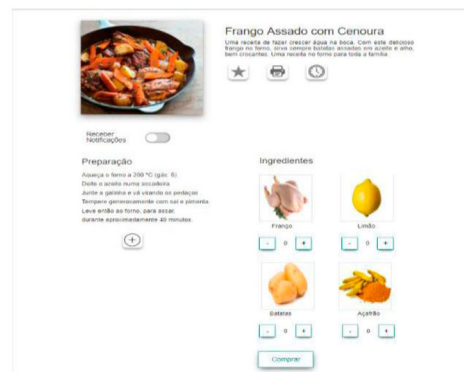 Frango Assado com Cenoura
Uma receita de fazer crescer água na boca. Com este delicioso
frango no forno, sirva sempre batatas assadas em azeite e alho,
bem crocantes. Uma receita no forno para toda a família.
Receber
Notificações
Preparação
Aqueça o forno a 200 °C (gás: 6).
Deite o azeite numa assadeira.
Junte a galinha e vá virando os pedaços
Tempere generosamente com sal e pimenta.
Leve então ao forno, para assar,
durante aproximadamente 40 minutos.
Ingredientes
Frango
Limão
- 0 +
- 0 +
Batatas
Açafrão
- 0 +
- 0 +
Comprar